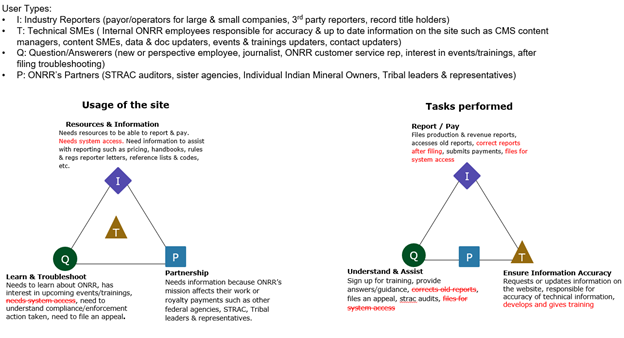 User Types:
• I: Industry Reporters (payor/operators for large & small companies, 3rd party reporters, record title holders)
• T: Technical SMEs ( Internal ONRR employees responsible for accuracy & up to date information on the site such as CMS content
managers, content SMEs, data & doc updaters, events & trainings updaters, contact updaters)
• Q: Question/Answerers (new or perspective employee, journalist, ONRR customer service rep, interest in events/trainings, after
filing troubleshooting)
• P: ONRR's Partners (STRAC auditors, sister agencies, Individual Indian Mineral Owners, Tribal leaders & representatives)
Usage of the site
Resources & Information
Needs resources to be able to report & pay.
Needs system access. Need information to assist
with reporting such as pricing, handbooks, rules
& regs reporter letters, reference lists & codes,
etc.
I
T
Q
P
Learn & Troubleshoot
Needs to learn about ONRR, has
interest in upcoming events/trainings,
needs system access, need to
understand compliance/enforcement
action taken, need to file an appeal.
Partnership
Needs information because ONRR's
mission affects their work or
royalty payments such as other
federal agencies, STRAC, Tribal
leaders & representatives.
Tasks performed
Report / Pay
Files production & revenue reports,
accesses old reports, correct reports
after filing, submits payments, files for
system access
I
Q
P
T
Understand & Assist
Sign up for training, provide
answers/guidance, corrects old reports,
files an appeal, strac audits, files for
system access
Ensure Information Accuracy
Requests or updates information on
the website, responsible for
accuracy of technical information,
develops and gives training